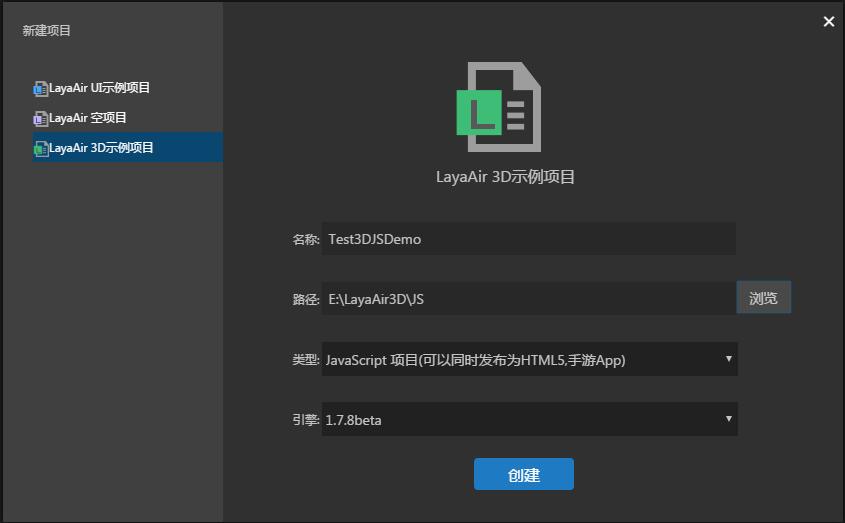 新建项目
LayaAir UI示例项目
LayaAir 空项目
LayaAir 3D示例项目
LayaAir 3D示例项目
名称: Test3DJSDemo
路径: E:\LayaAir3D\JS 浏览
类型: JavaScript 项目(可以同时发布为HTML5,手游App)
引擎: 1.7.8beta
创建